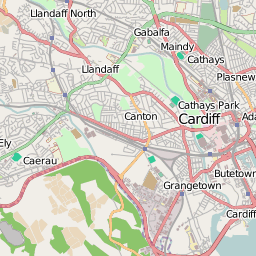 Llandaff North
Gabalfa
Maindy
Cathays
Llandaff
Plasnew
Cathays Park
Canton
Cardiff
Ada
Ely
Caerau
Butetown
Grangetown
Cardiff